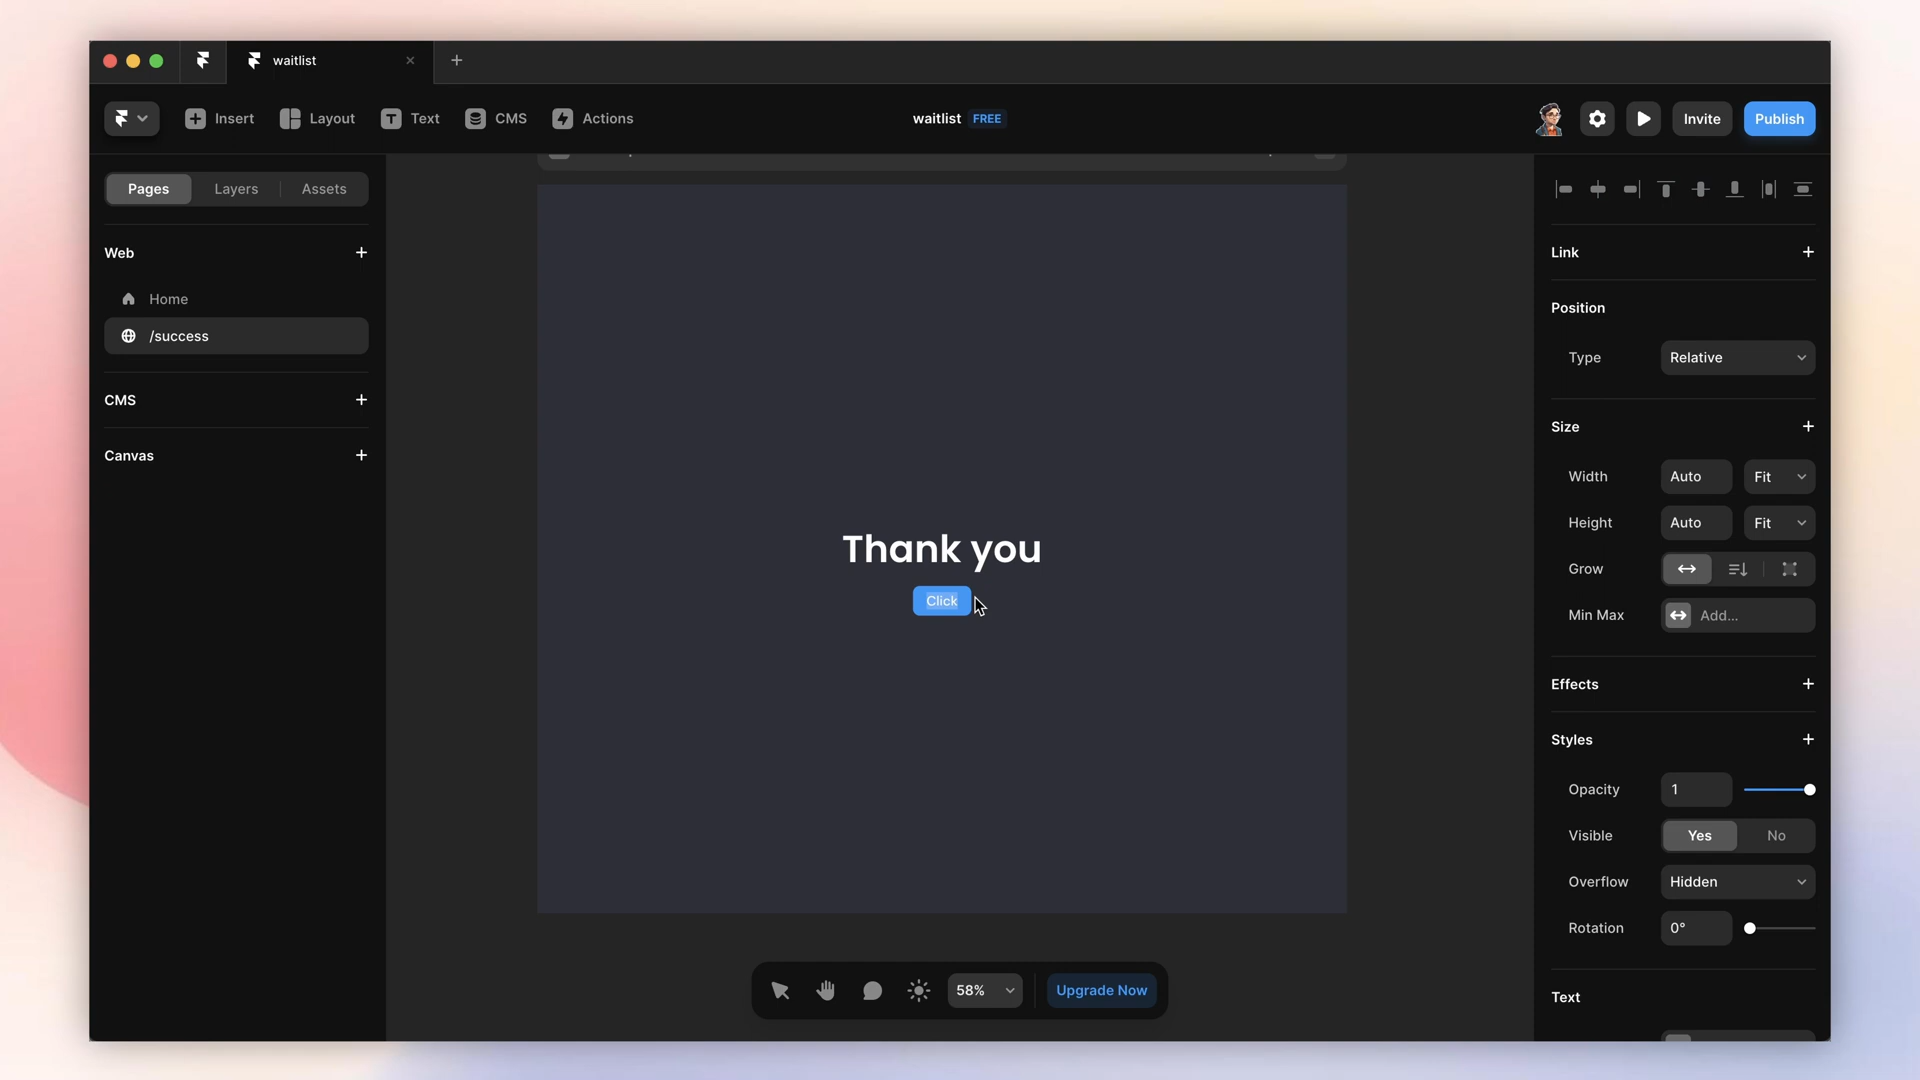 waitlist
Insert
Layout
Text
CMS
Actions
waitlist FREE
Invite
Publish
Pages
Layers
Assets
Web
Home
/success
CMS
Canvas
Thank you
Click
58%
Upgrade Now
Link
Position
Type Relative
Size
Width Auto Fit
Height Auto Fit
Grow
Min Max Add...
Effects
Styles
Opacity 1
Visible Yes No
Overflow Hidden
Rotation 0°
Text